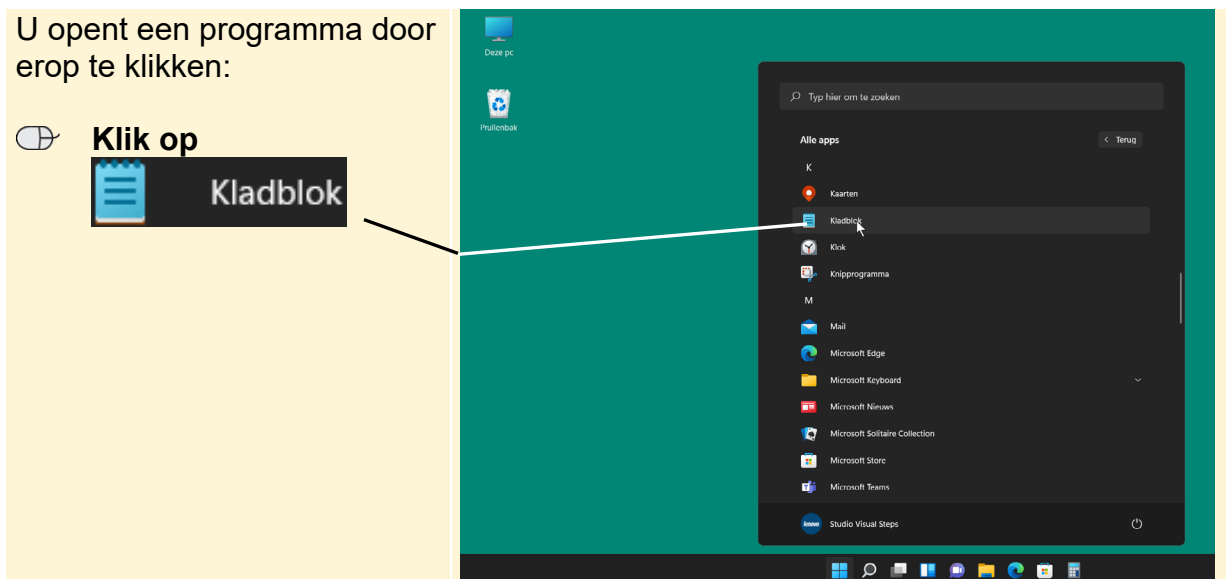 U opent een programma door
erop te klikken:
Klik op
Kladblok
Deze pc
Prullenbak
Typ hier om te zoeken
Alle apps
< Terug
K
Kaarten
Kladblok
Klok
Knipprogramma
M
Mail
Microsoft Edge
Microsoft Keyboard
Microsoft Nieuws
Microsoft Solitaire Collection
Microsoft Store
Microsoft Teams
lenovo
Studio Visual Steps